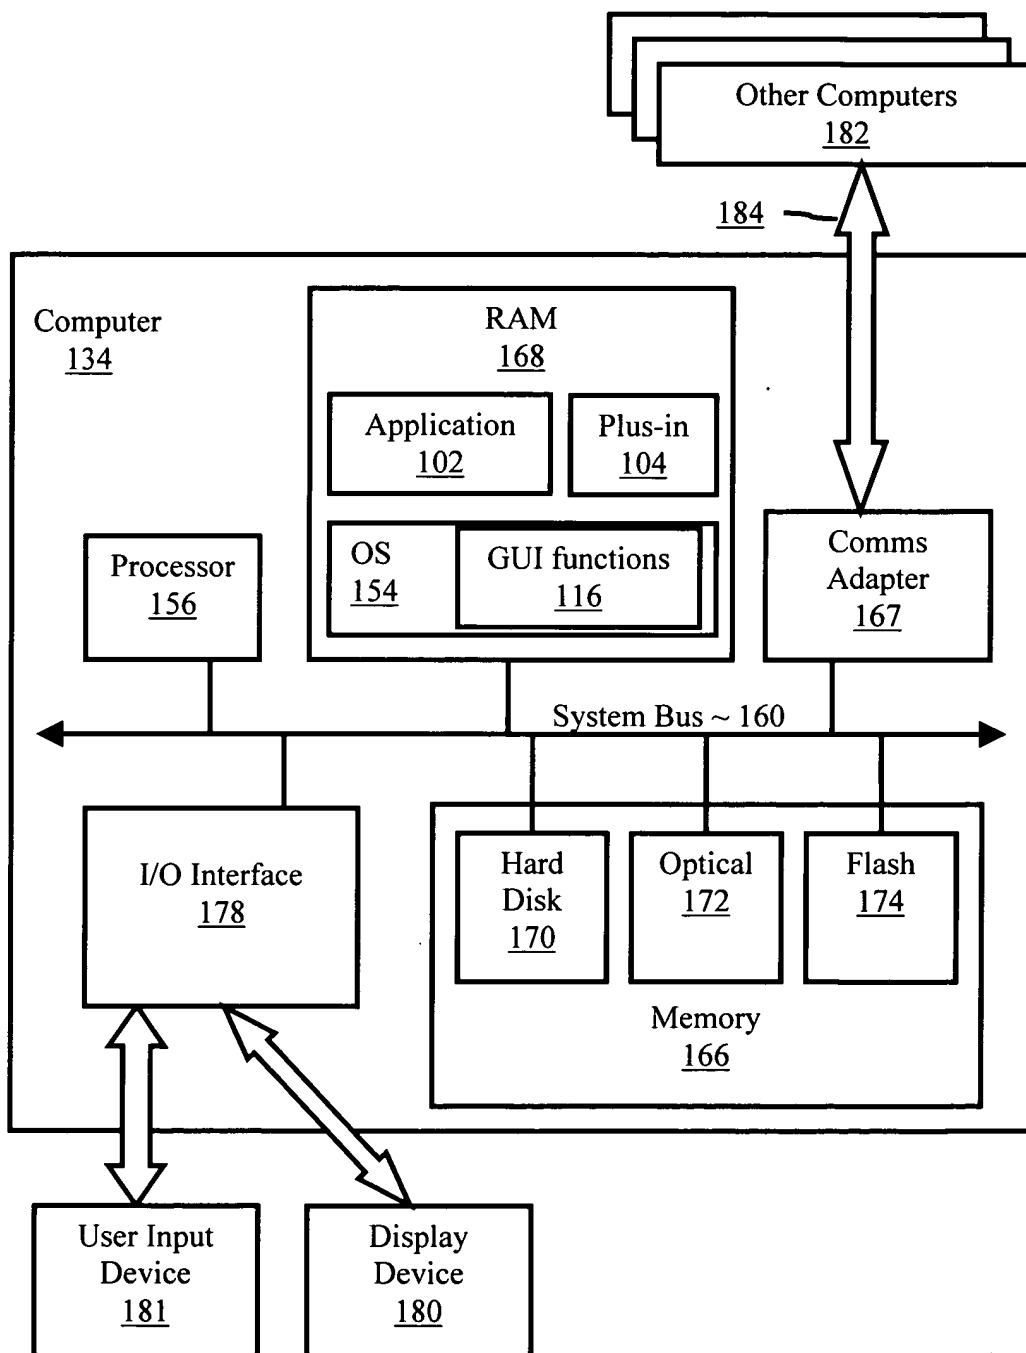 Other Computers
182
184
Computer
134
RAM
168
Application
102
Plus-in
104
OS
154
GUI functions
116
Processor
156
Comms
Adapter
167
System Bus ~ 160
I/O Interface
178
Hard
Disk
170
Optical
172
Flash
174
Memory
166
User Input
Device
181
Display
Device
180